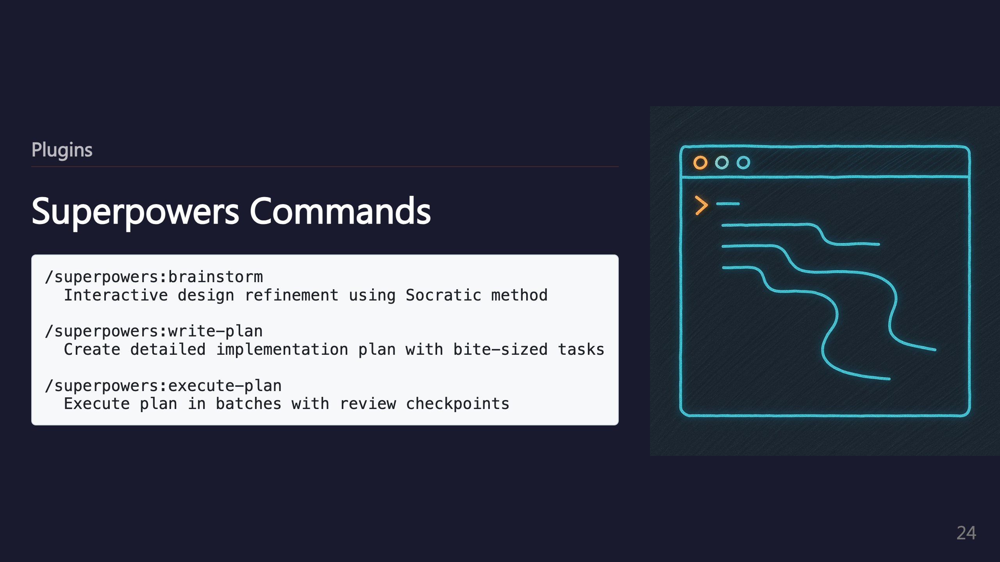 Plugins
Superpowers Commands
/superpowers:brainstorm
  Interactive design refinement using Socratic method
/superpowers:write-plan
  Create detailed implementation plan with bite-sized tasks
/superpowers:execute-plan
  Execute plan in batches with review checkpoints
24